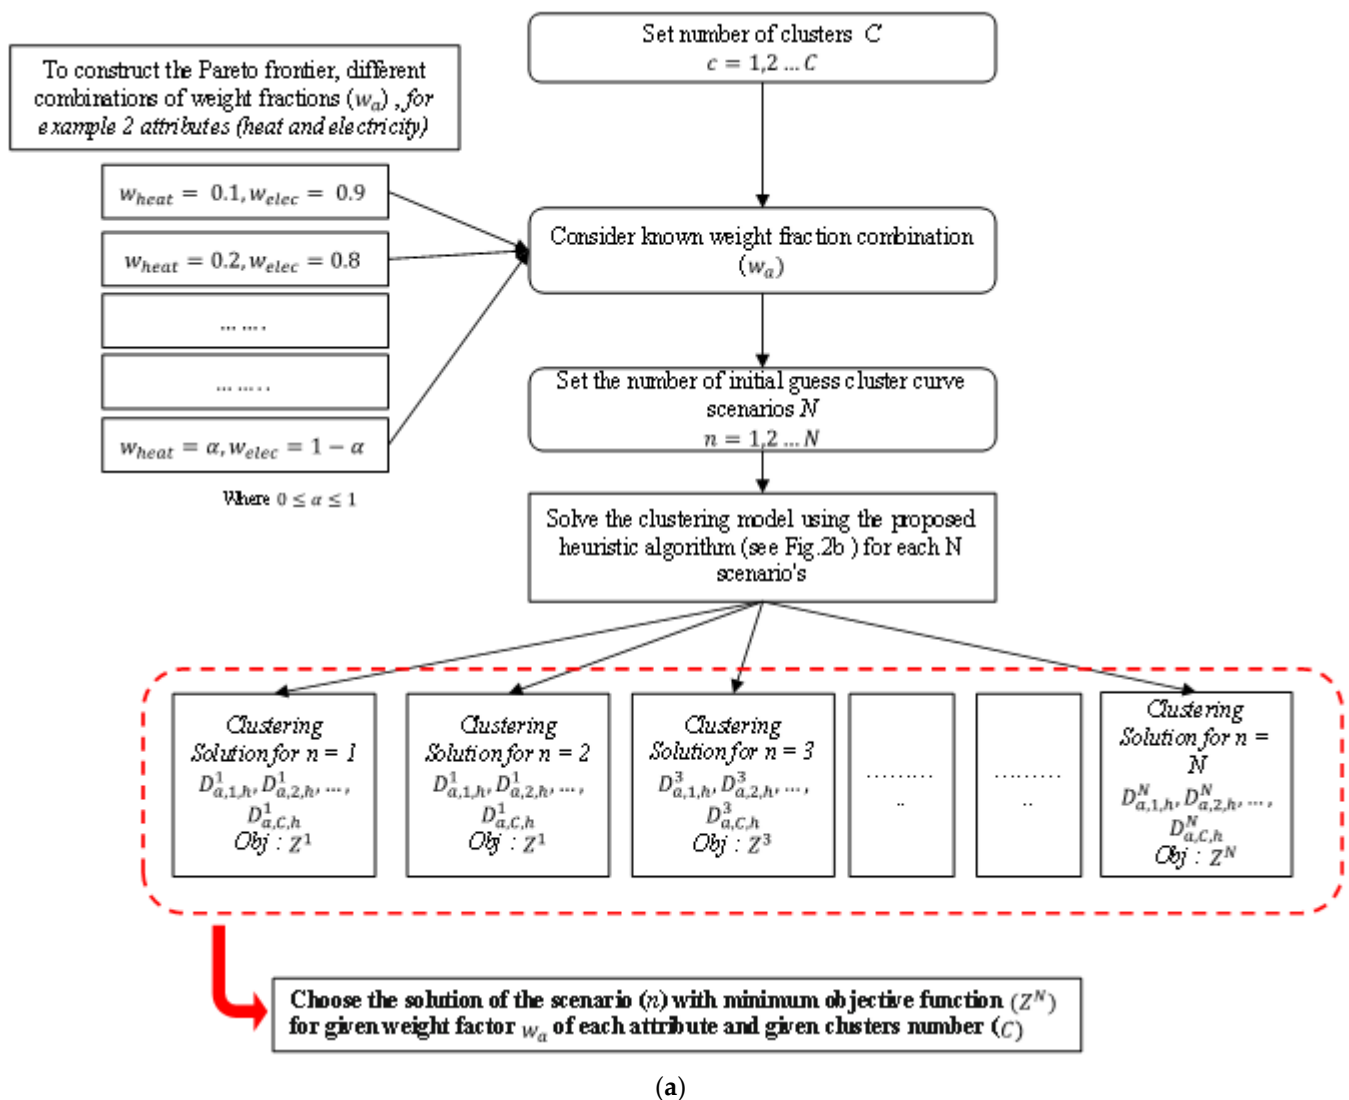 Set number of clusters C
c = 1,2 … C
To construct the Pareto frontier, different
combinations of weight fractions (wₐ) , for
example 2 attributes (heat and electricity)
w_heat = 0.1, w_elec = 0.9
w_heat = 0.2, w_elec = 0.8
… … .
… … . .
w_heat = α, w_elec = 1 − α
Where 0 ≤ α ≤ 1
Consider known weight fraction combination
(wₐ)
Set the number of initial guess cluster curve
scenarios N
n = 1,2 … N
Solve the clustering model using the proposed
heuristic algorithm (see Fig.2b ) for each N
scenario's
Clustering
Solution for n = 1
D^1_{a,1,h}, D^1_{a,2,h}, … ,
D^1_{a,C,h}
Obj : Z^1
Clustering
Solution for n = 2
D^1_{a,1,h}, D^1_{a,2,h}, … ,
D^1_{a,C,h}
Obj : Z^1
Clustering
Solution for n = 3
D^3_{a,1,h}, D^3_{a,2,h}, … ,
D^3_{a,C,h}
Obj : Z^3
.........
..
.........
..
Clustering
Solution for n =
N
D^N_{a,1,h}, D^N_{a,2,h}, … ,
D^N_{a,C,h}
Obj : Z^N
Choose the solution of the scenario (n) with minimum objective function (Z^N)
for given weight factor wₐ of each attribute and given clusters number (C)
(a)